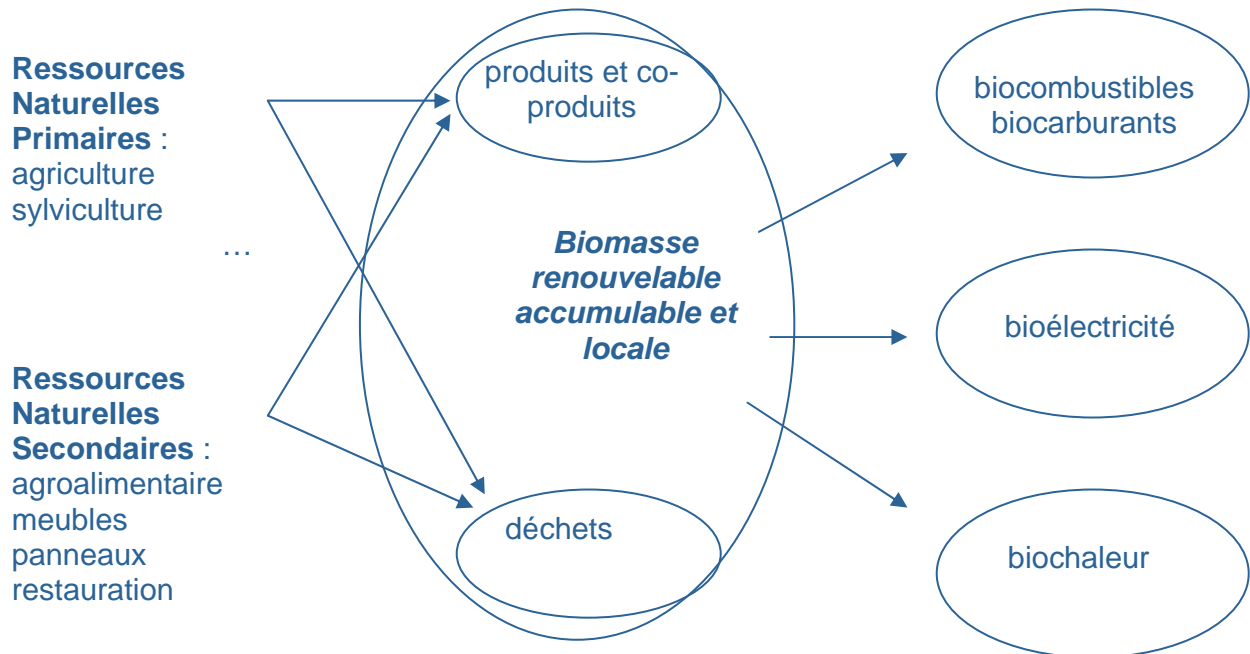 Ressources
Naturelles
Primaires :
agriculture
sylviculture
…
Ressources
Naturelles
Secondaires :
agroalimentaire
meubles
panneaux
restauration
produits et co-
produits
Biomasse
renouvelable
accumulable et
locale
déchets
biocombustibles
biocarburants
bioélectricité
biochaleur